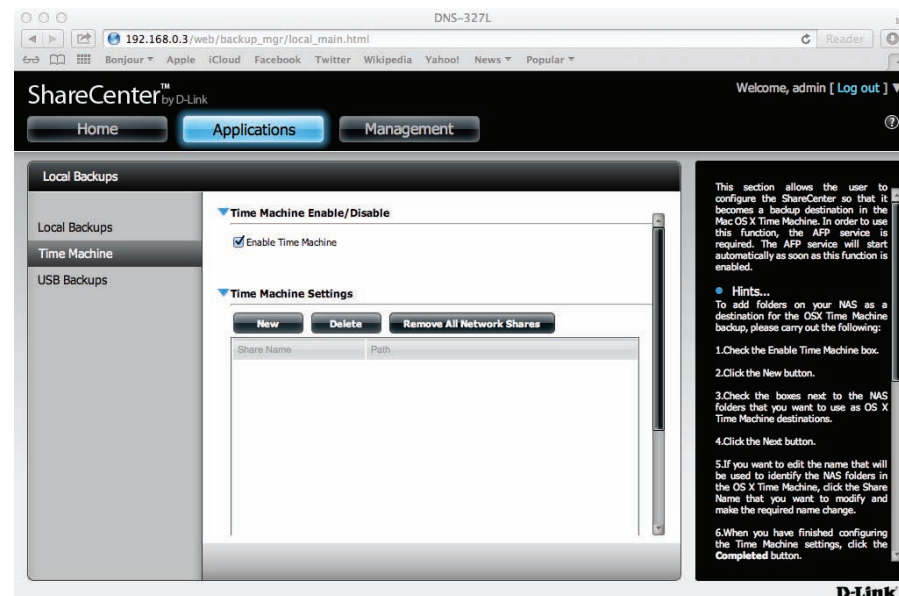 DNS-327L
192.168.0.3/web/backup_mgr/local_main.html
Reader
Bonjour Apple iCloud Facebook Twitter Wikipedia Yahoo! News Popular
ShareCenter™ by D-Link
Welcome, admin [ Log out ]
Home Applications Management
?
Local Backups
Local Backups
Time Machine
USB Backups
Time Machine Enable/Disable
Enable Time Machine
Time Machine Settings
New Delete Remove All Network Shares
Share Name Path
This section allows the user to
configure the ShareCenter so that it
becomes a backup destination in the
Mac OS X Time Machine. In order to use
this function, the AFP service is
required. The AFP service will start
automatically as soon as this function is
enabled.
Hints...
To add folders on your NAS as a
destination for the OSX Time Machine
backup, please carry out the following:
1.Check the Enable Time Machine box.
2.Click the New button.
3.Check the boxes next to the NAS
folders that you want to use as OS X
Time Machine destinations.
4.Click the Next button.
5.If you want to edit the name that will
be used to identify the NAS folders in
the OS X Time Machine, click the Share
Name that you want to modify and
make the required name change.
6.When you have finished configuring
the Time Machine settings, click the
Completed button.
D-Link